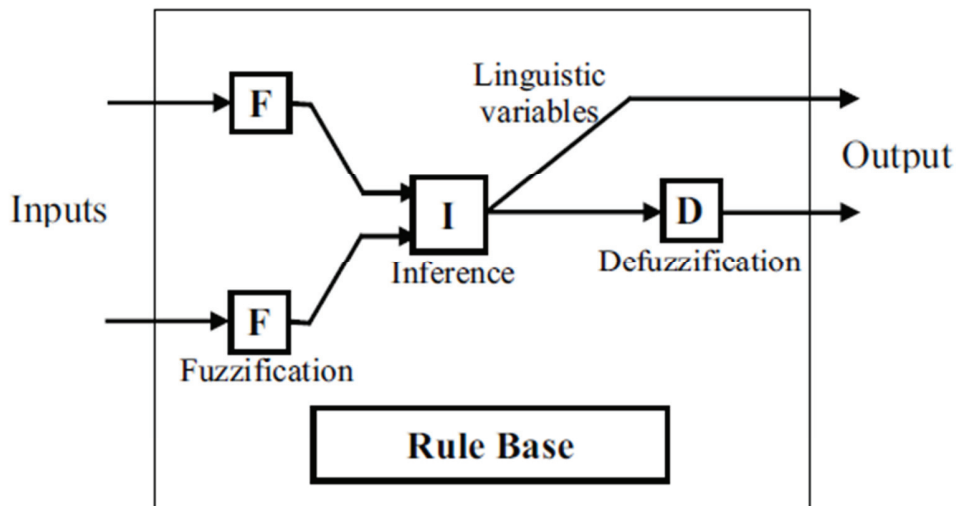 Linguistic
variables
F
Output
Inputs
I
D
Inference
Defuzzification
F
Fuzzification
Rule Base